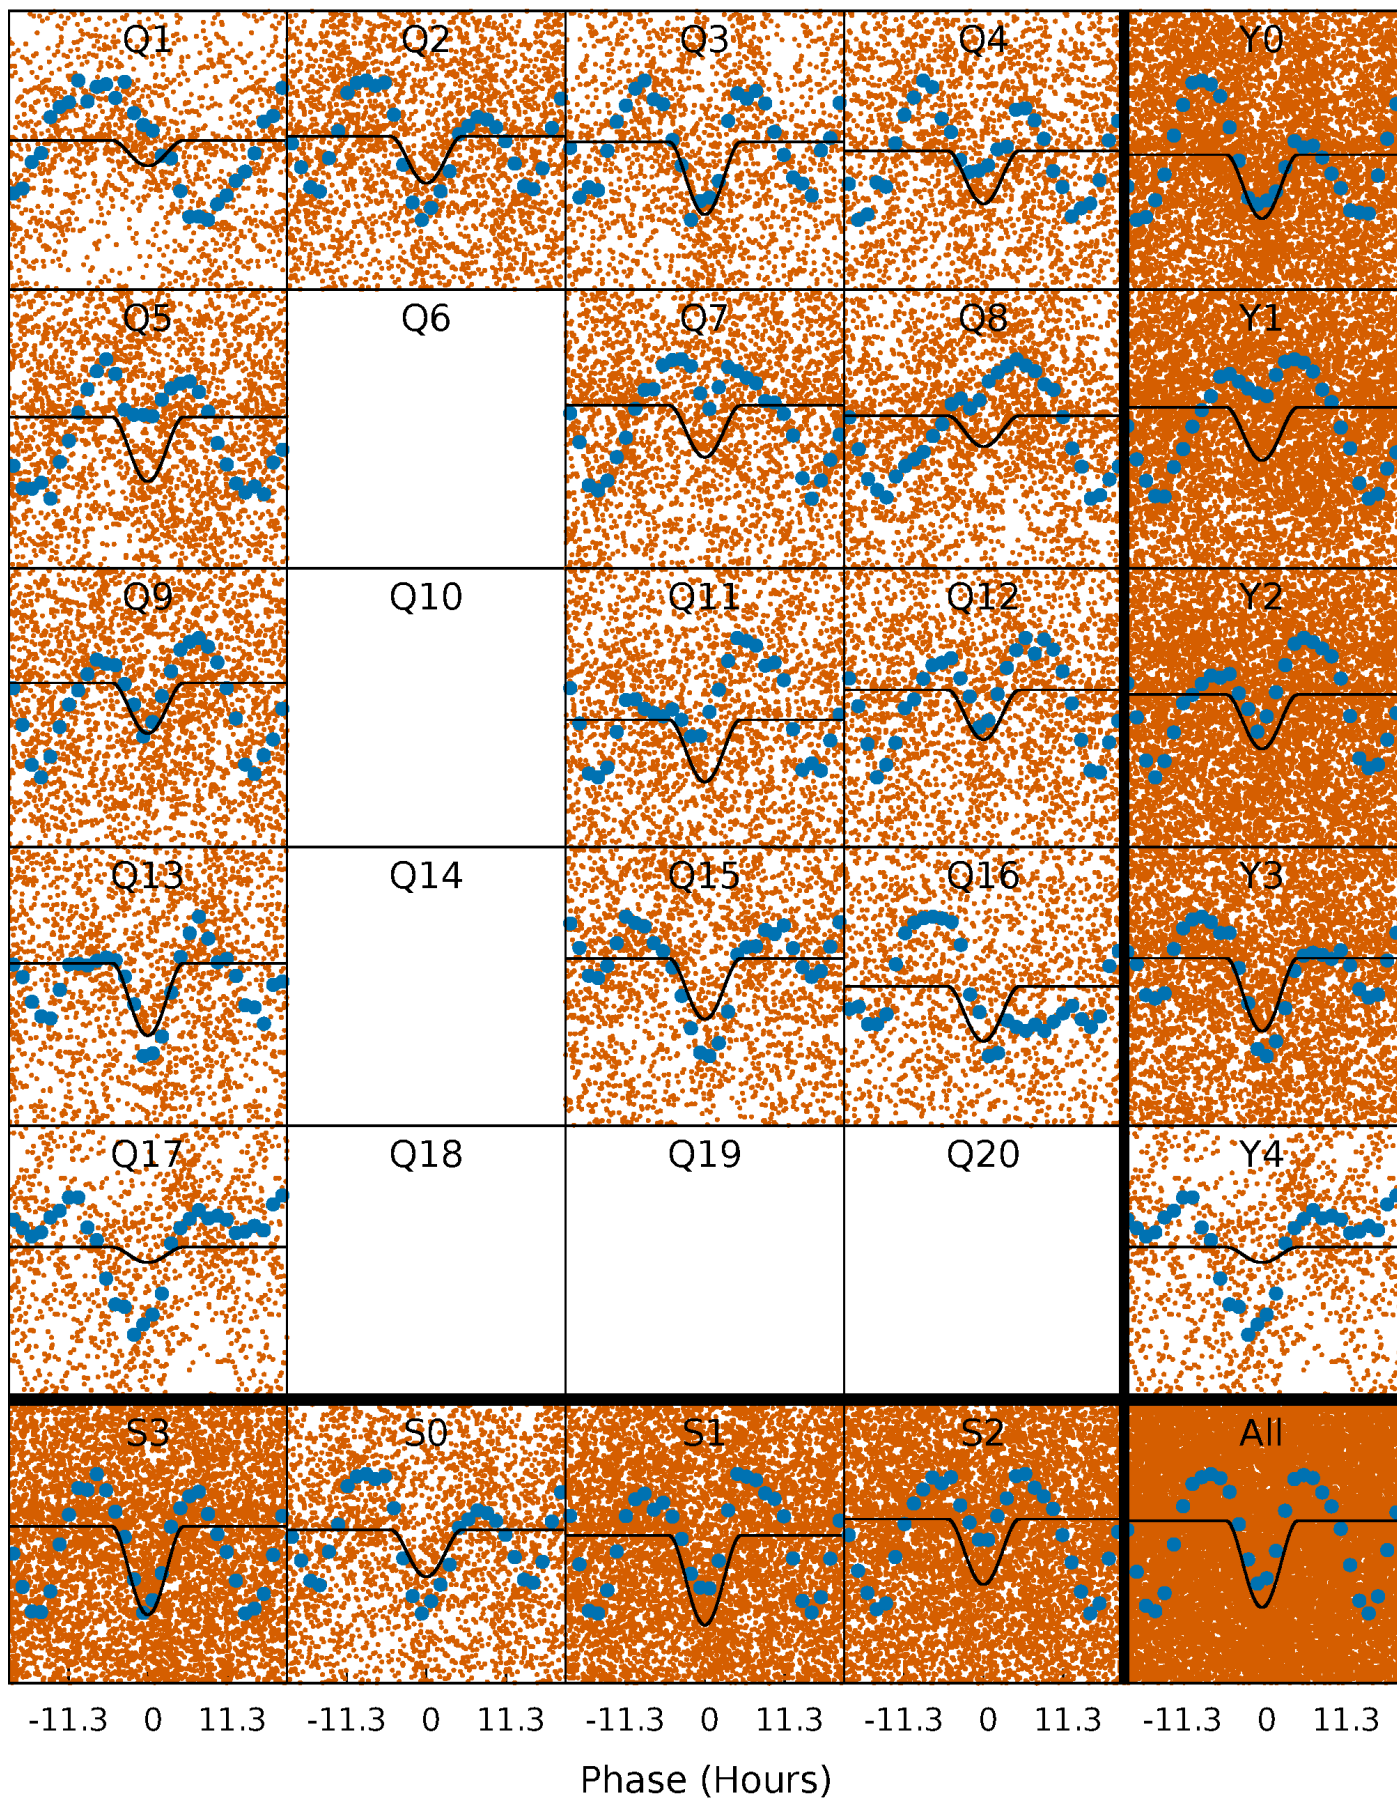 Q1 Q2 Q3 Q4 Y0
Q5 Q6 Q7 Q8 Y1
Q9 Q10 Q11 Q12 Y2
Q13 Q14 Q15 Q16 Y3
Q17 Q18 Q19 Q20 Y4
S3 S0 S1 S2 All
-11.3 0 11.3 -11.3 0 11.3 -11.3 0 11.3 -11.3 0 11.3 -11.3 0 11.3
Phase (Hours)